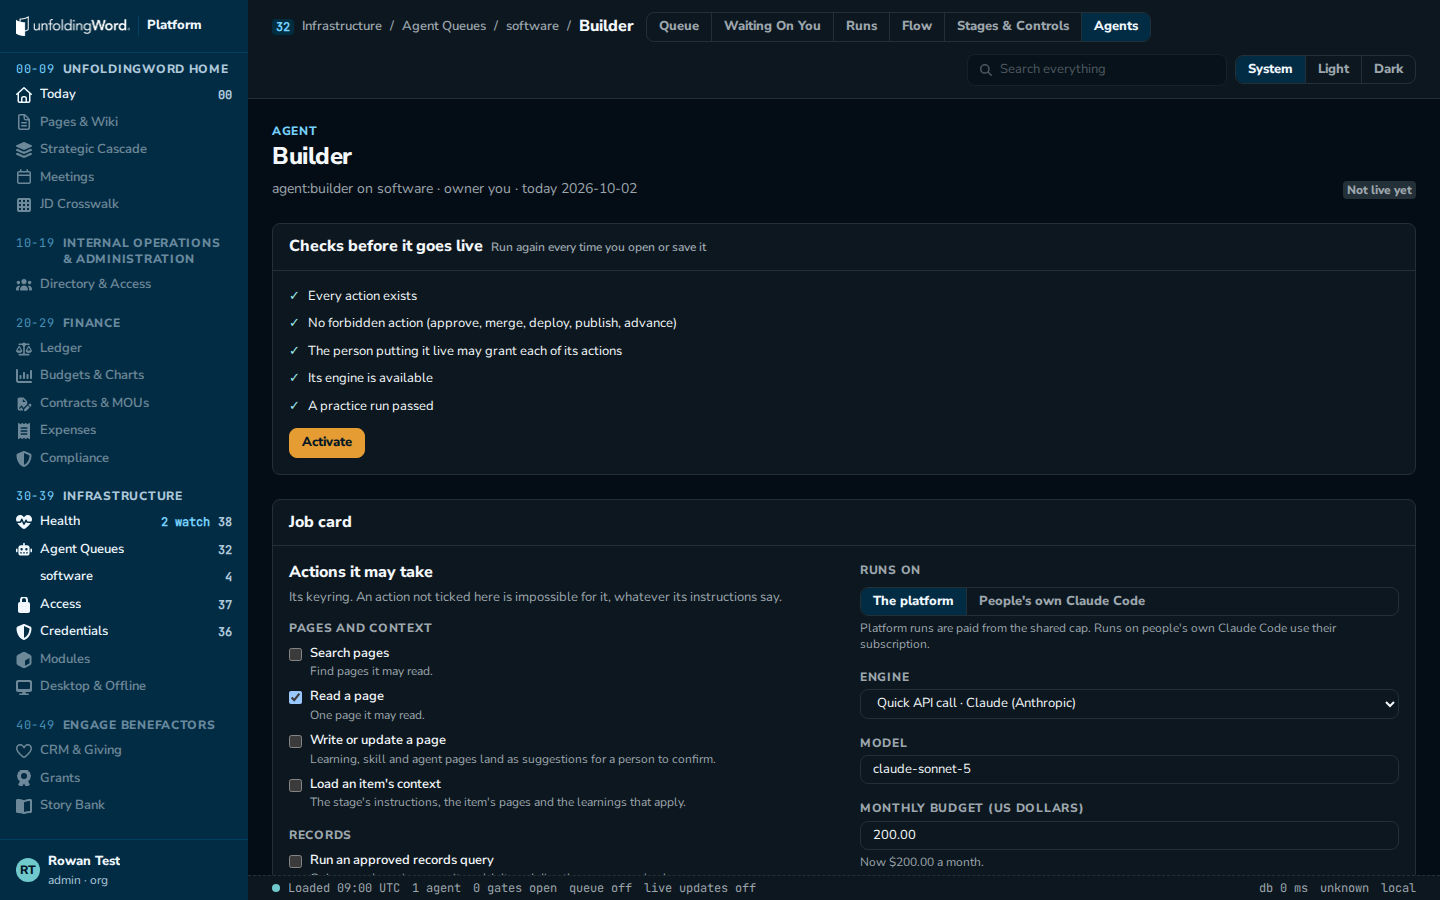 unfoldingWord. Platform
00-09 UNFOLDINGWORD HOME
Today 00
Pages & Wiki
Strategic Cascade
Meetings
JD Crosswalk
10-19 INTERNAL OPERATIONS
& ADMINISTRATION
Directory & Access
20-29 FINANCE
Ledger
Budgets & Charts
Contracts & MOUs
Expenses
Compliance
30-39 INFRASTRUCTURE
Health 2 watch 38
Agent Queues 32
software 4
Access 37
Credentials 36
Modules
Desktop & Offline
40-49 ENGAGE BENEFACTORS
CRM & Giving
Grants
Story Bank
RT Rowan Test
admin · org
32 Infrastructure / Agent Queues / software / Builder
Queue Waiting On You Runs Flow Stages & Controls Agents
Search everything
System Light Dark
AGENT
Builder
agent:builder on software · owner you · today 2026-10-02
Not live yet
Checks before it goes live Run again every time you open or save it
✓ Every action exists
✓ No forbidden action (approve, merge, deploy, publish, advance)
✓ The person putting it live may grant each of its actions
✓ Its engine is available
✓ A practice run passed
Activate
Job card
Actions it may take
Its keyring. An action not ticked here is impossible for it, whatever its instructions say.
PAGES AND CONTEXT
Search pages
Find pages it may read.
Read a page
One page it may read.
Write or update a page
Learning, skill and agent pages land as suggestions for a person to confirm.
Load an item's context
The stage's instructions, the item's pages and the learnings that apply.
RECORDS
Run an approved records query
RUNS ON
The platform People's own Claude Code
Platform runs are paid from the shared cap. Runs on people's own Claude Code use their
subscription.
ENGINE
Quick API call · Claude (Anthropic)
MODEL
claude-sonnet-5
MONTHLY BUDGET (US DOLLARS)
200.00
Now $200.00 a month.
Loaded 09:00 UTC 1 agent 0 gates open queue off live updates off
db 0 ms unknown local